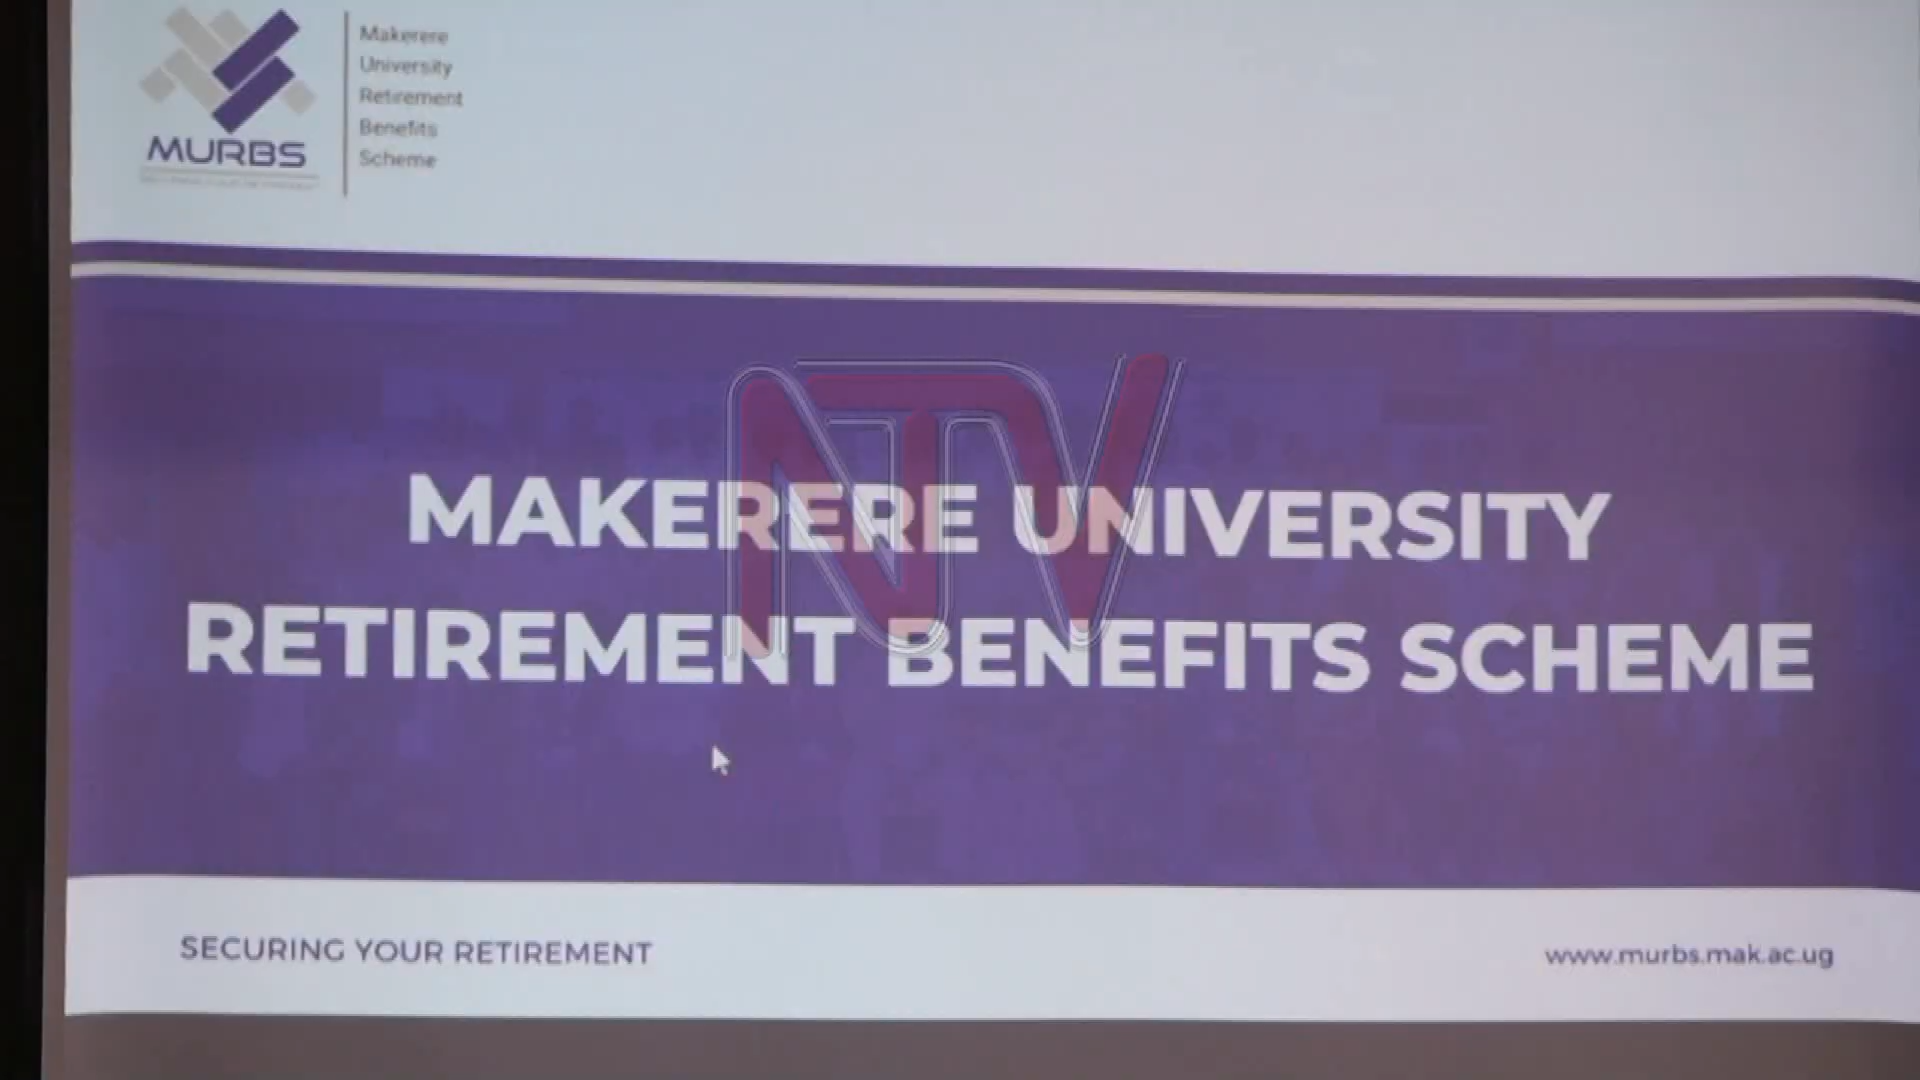 MURBS
Makerere
University
Retirement
Benefits
Scheme
NTV
MAKERERE UNIVERSITY
RETIREMENT BENEFITS SCHEME
SECURING YOUR RETIREMENT
www.murbs.mak.ac.ug